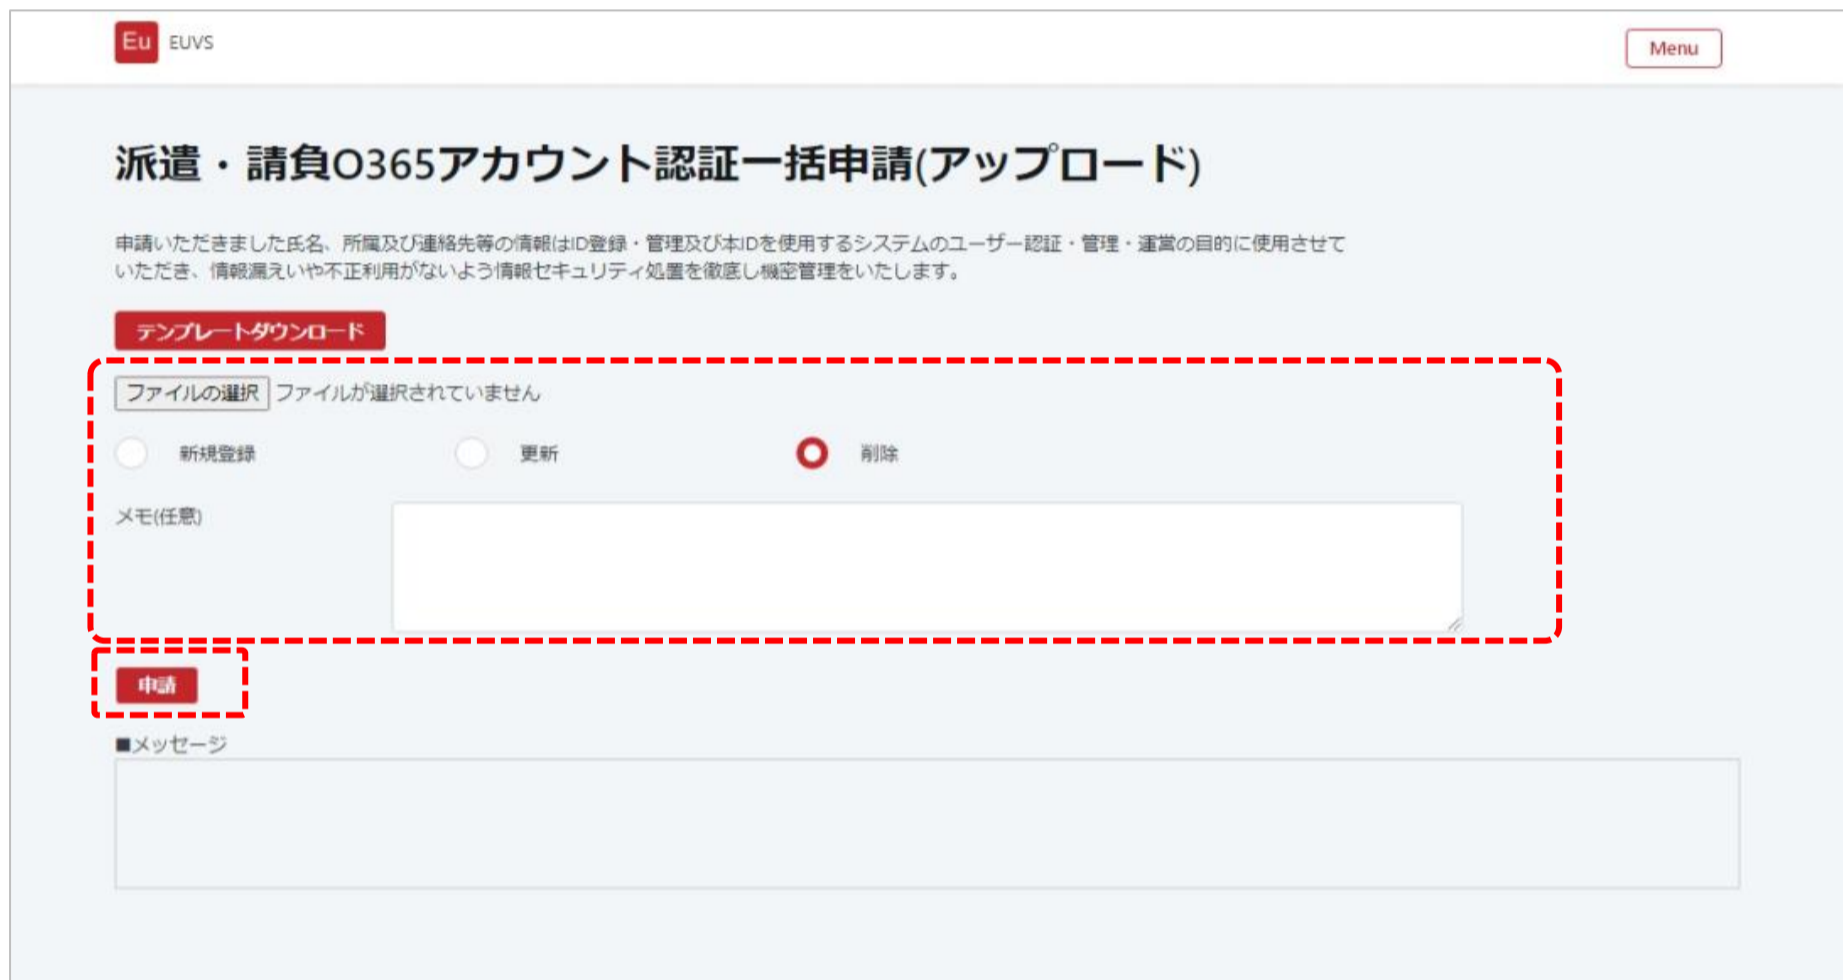 Eu EUVS
Menu
派遣・請負O365アカウント認証一括申請(アップロード)
申請いただきました氏名、所属及び連絡先等の情報はID登録・管理及び本IDを使用するシステムのユーザー認証・管理・運営の目的に使用させて
いただき、情報漏えいや不正利用がないよう情報セキュリティ処置を徹底し機密管理をいたします。
テンプレートダウンロード
ファイルの選択 ファイルが選択されていません
新規登録 更新 削除
メモ(任意)
申請
■メッセージ